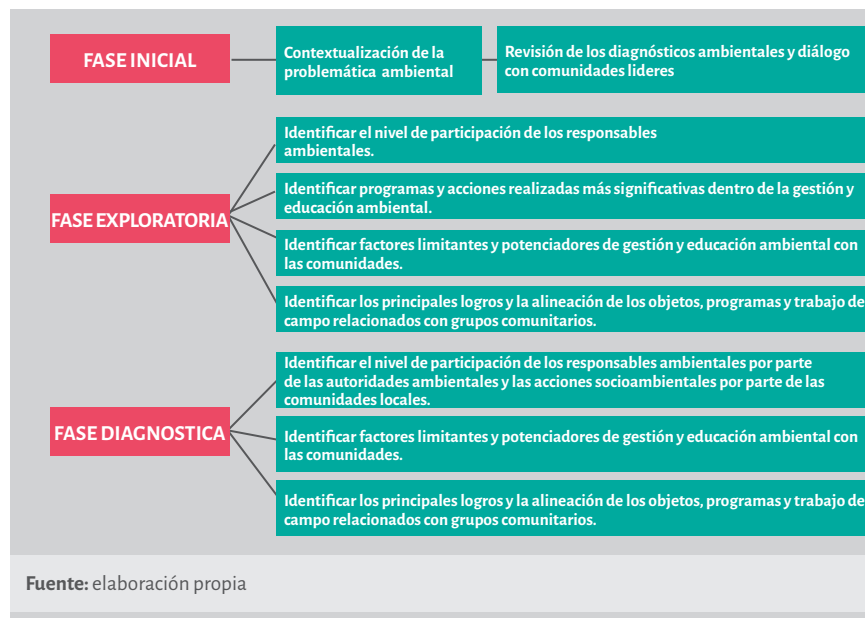 FASE INICIAL
Contextualización de la
problemática ambiental
Revisión de los diagnósticos ambientales y diálogo
con comunidades lideres
FASE EXPLORATORIA
Identificar el nivel de participación de los responsables
ambientales.
Identificar programas y acciones realizadas más significativas dentro de la gestión y
educación ambiental.
Identificar factores limitantes y potenciadores de gestión y educación ambiental con
las comunidades.
Identificar los principales logros y la alineación de los objetos, programas y trabajo de
campo relacionados con grupos comunitarios.
FASE DIAGNOSTICA
Identificar el nivel de participación de los responsables ambientales por parte
de las autoridades ambientales y las acciones socioambientales por parte de las
comunidades locales.
Identificar factores limitantes y potenciadores de gestión y educación ambiental con
las comunidades.
Identificar los principales logros y la alineación de los objetos, programas y trabajo de
campo relacionados con grupos comunitarios.
Fuente: elaboración propia